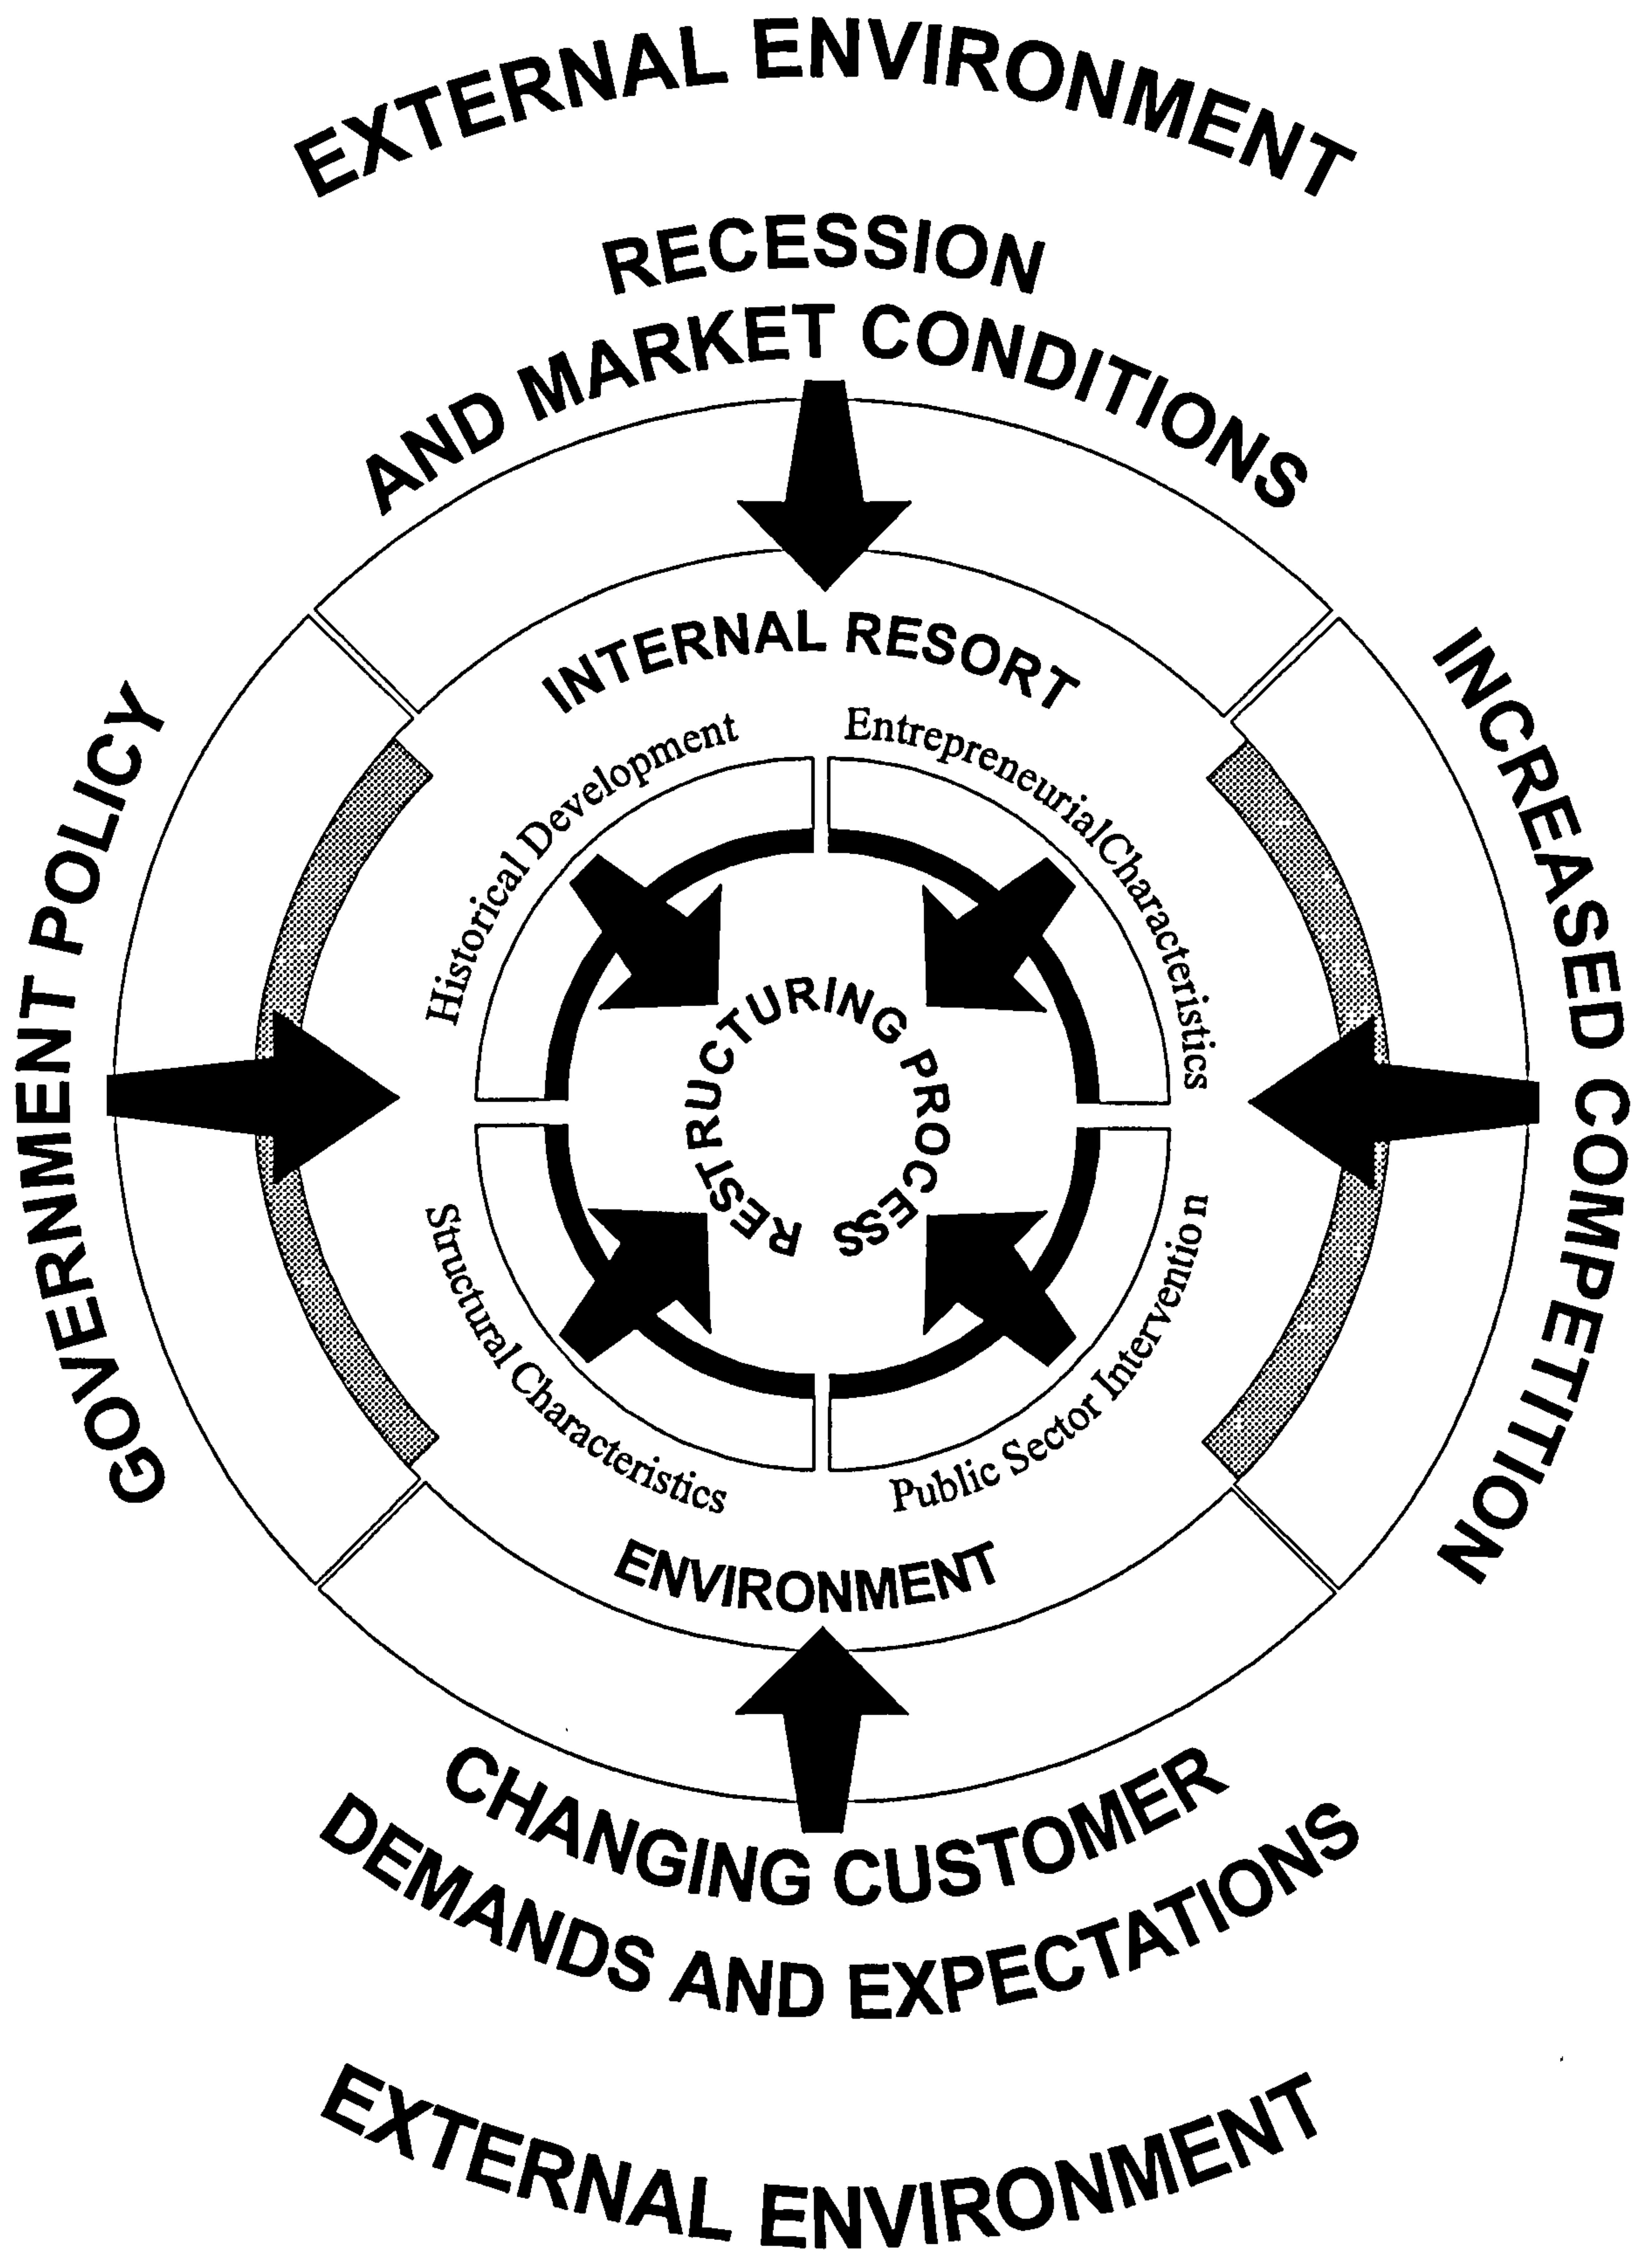 EXTERNAL ENVIRONMENT
RECESSION
AND MARKET CONDITIONS
GOVERNMENT POLICY
INCREASED COMPETITION
INTERNAL RESORT
Historical Development
Entrepreneurial Characteristics
RESTRUCTURING PROCESS
Structural Characteristics
Public Sector Intervention
ENVIRONMENT
CHANGING CUSTOMER
DEMANDS AND EXPECTATIONS
EXTERNAL ENVIRONMENT